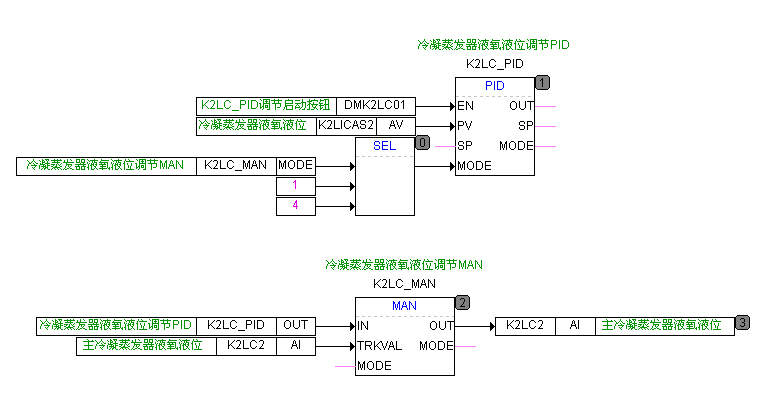 冷凝蒸发器液氧液位调节PID
K2LC_PID
PID 1
K2LC_PID调节启动按钮 DMK2LC01 EN OUT
冷凝蒸发器液氧液位 K2LICAS2 AV PV SP
SEL 0 SP MODE
冷凝蒸发器液氧液位调节MAN K2LC_MAN MODE MODE
1
4
冷凝蒸发器液氧液位调节MAN
K2LC_MAN
MAN 2
冷凝蒸发器液氧液位调节PID K2LC_PID OUT IN OUT K2LC2 AI 主冷凝蒸发器液氧液位 3
主冷凝蒸发器液氧液位 K2LC2 AI TRKVAL MODE
MODE